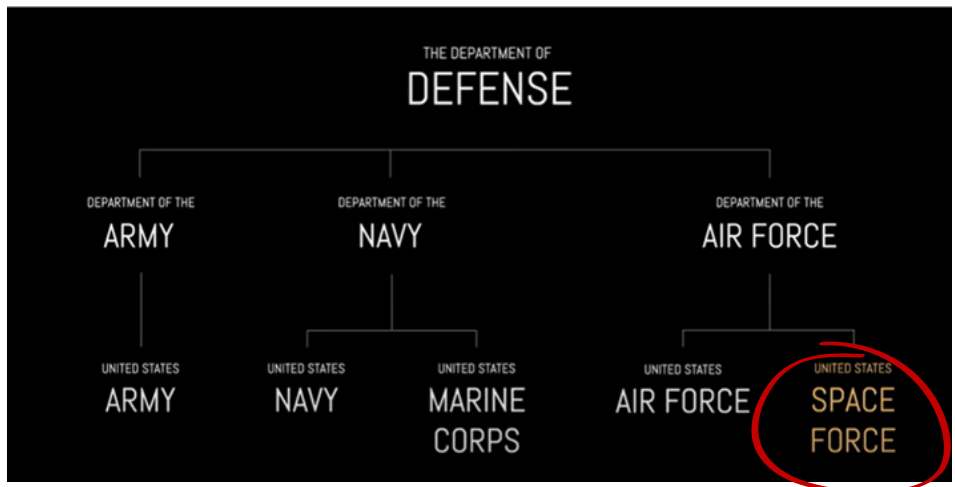 THE DEPARTMENT OF
DEFENSE
DEPARTMENT OF THE
ARMY
DEPARTMENT OF THE
NAVY
DEPARTMENT OF THE
AIR FORCE
UNITED STATES
ARMY
UNITED STATES
NAVY
UNITED STATES
MARINE
CORPS
UNITED STATES
AIR FORCE
UNITED STATES
SPACE
FORCE